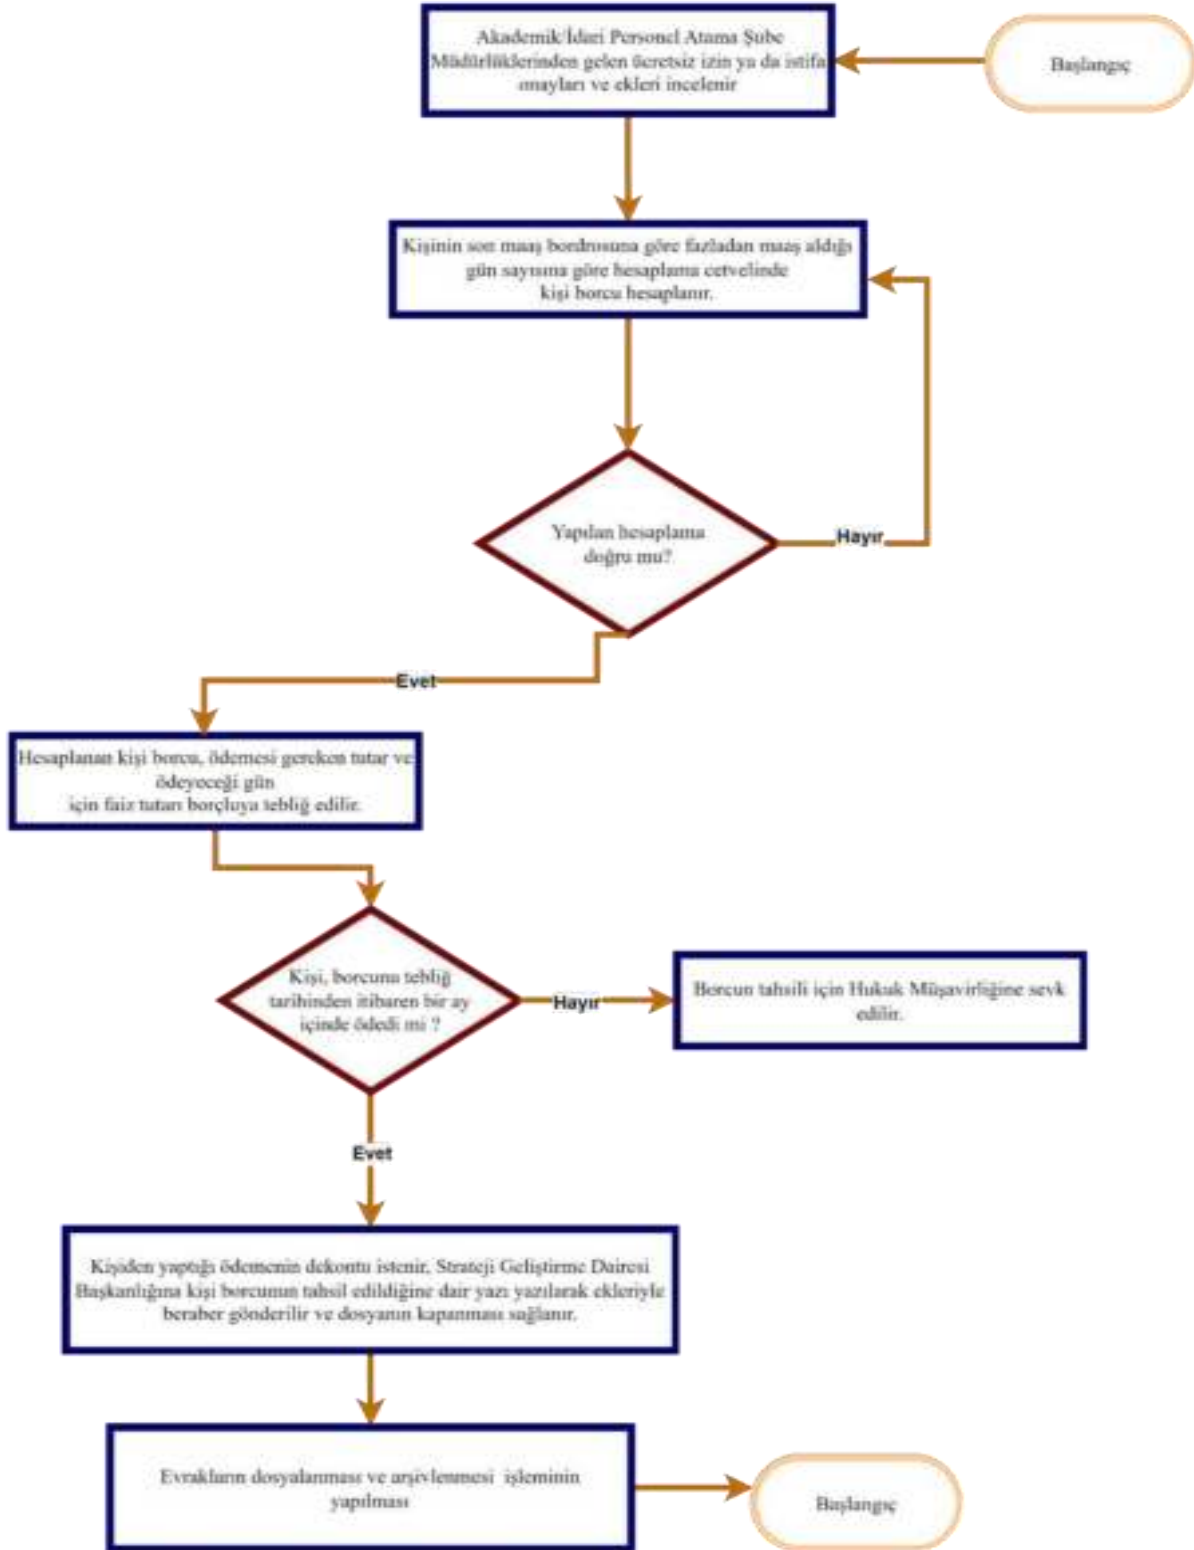 Başlangıç
Akademik/İdari Personel Atama Şube
Müdürlüklerinden gelen ücretsiz izin ya da istifa
onayları ve ekleri incelenir
Kişinin son maaş bordrosuna göre fazladan maaş aldığı
gün sayısına göre hesaplama cetvelinde
kişi borcu hesaplanır.
Yapılan hesaplama
doğru mu?
Hayır
Evet
Hesaplanan kişi borcu, ödemesi gereken tutar ve
ödeyeceği gün
için faiz tutarı borçluya tebliğ edilir.
Kişi, borcunu tebliğ
tarihinden itibaren bir ay
içinde ödedi mi ?
Hayır
Borcun tahsili için Hukuk Müşavirliğine sevk
edilir.
Evet
Kişiden yaptığı ödemenin dekontu istenir, Strateji Geliştirme Dairesi
Başkanlığına kişi borcunun tahsil edildiğine dair yazı yazılarak ekleriyle
beraber gönderilir ve dosyanın kapanması sağlanır.
Evrakların dosyalanması ve arşivlenmesi işleminin
yapılması
Başlangıç